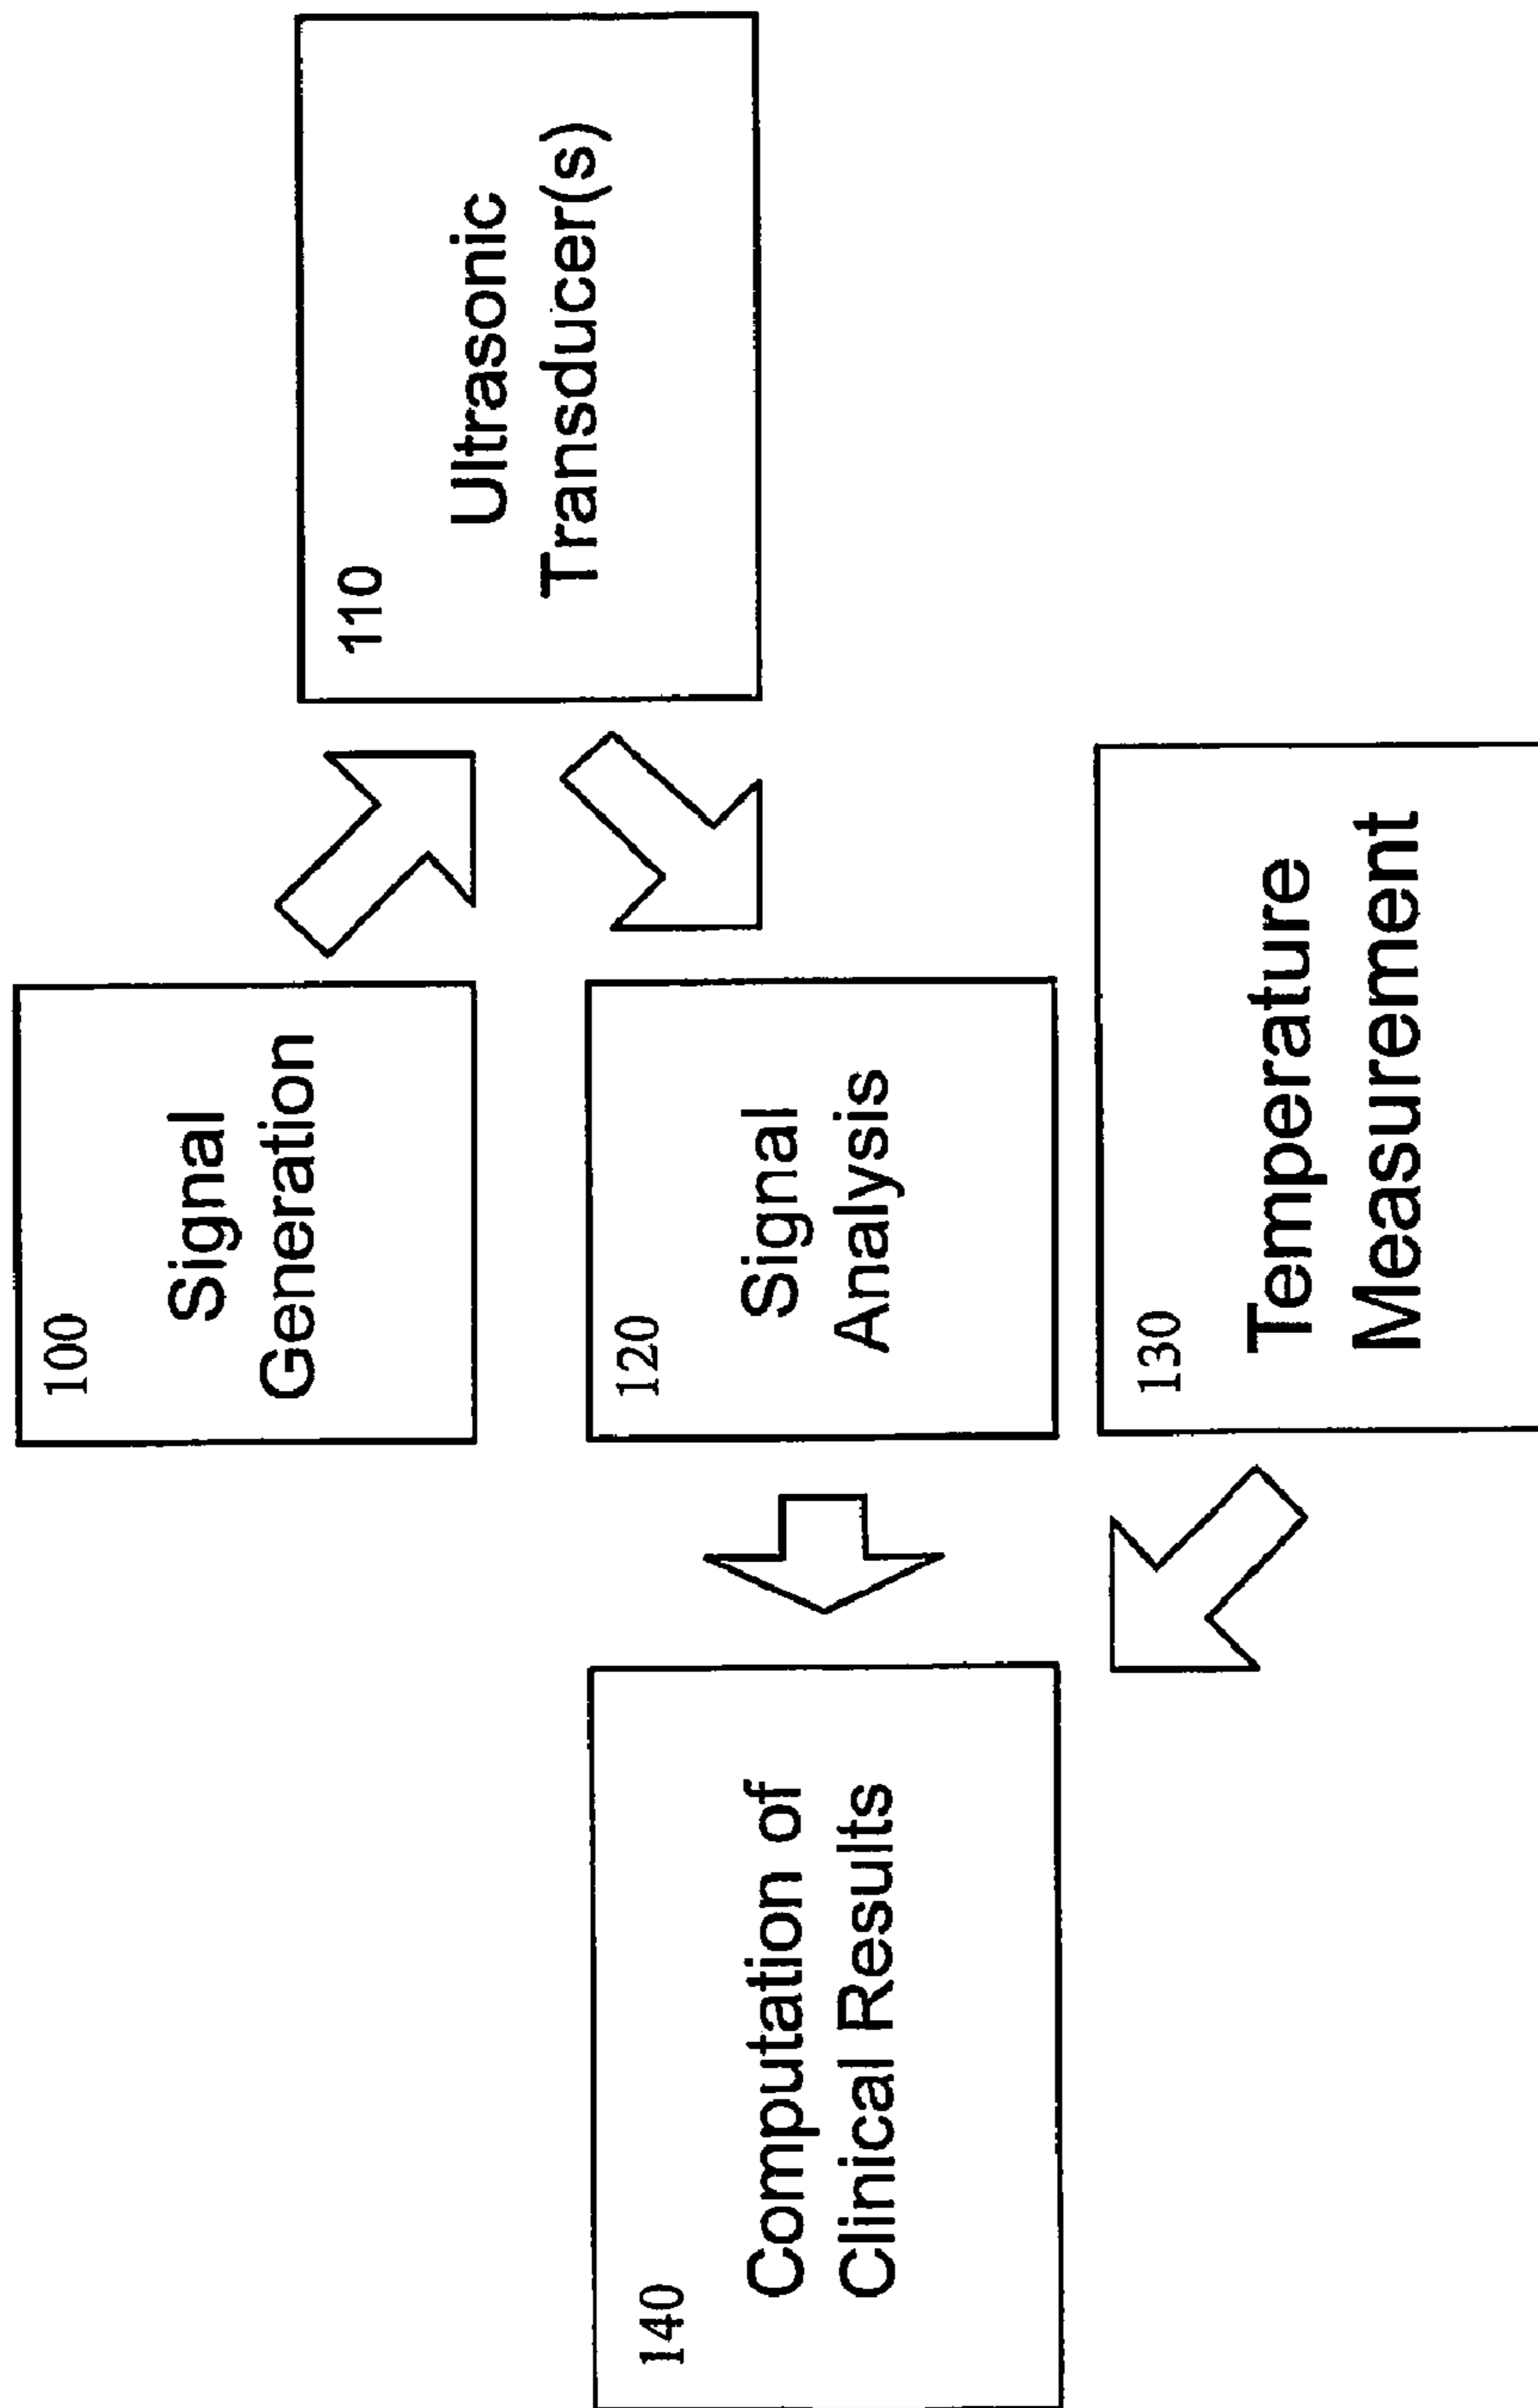 100
Signal
Generation
110
Ultrasonic
Transducer(s)
120
Signal
Analysis
130
Temperature
Measurement
140
Computation of
Clinical Results